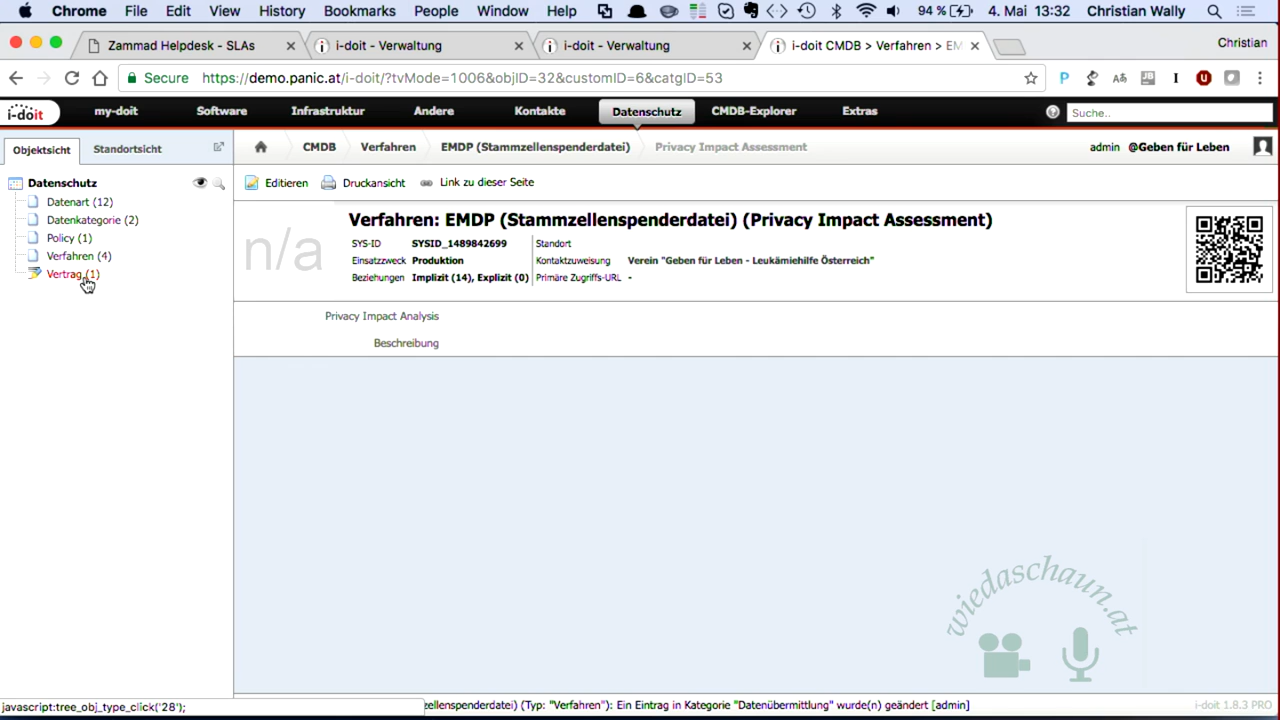 Chrome File Edit View History Bookmarks People Window Help 94 % 4. Mai 13:32 Christian Wally
Zammad Helpdesk - SLAs i-doit - Verwaltung i-doit - Verwaltung i-doit CMDB > Verfahren > EM Christian
Secure https://demo.panic.at/i-doit/?tvMode=1006&objID=32&customID=6&catgID=53
i-doit my-doit Software Infrastruktur Andere Kontakte Datenschutz CMDB-Explorer Extras Suche..
Objektsicht Standortsicht CMDB Verfahren EMDP (Stammzellenspenderdatei) Privacy Impact Assessment admin @Geben für Leben
Datenschutz Editieren Druckansicht Link zu dieser Seite
Datenart (12)
Datenkategorie (2)
Policy (1)
Verfahren (4)
Vertrag (1)
n/a
Verfahren: EMDP (Stammzellenspenderdatei) (Privacy Impact Assessment)
SYS-ID SYSID_1489842699 Standort
Einsatzzweck Produktion Kontaktzuweisung Verein "Geben für Leben - Leukämiehilfe Österreich"
Beziehungen Implizit (14), Explizit (0) Primäre Zugriffs-URL -
Privacy Impact Analysis
Beschreibung
wiedaschaun.at
javascript:tree_obj_type_click('28'); zellenspenderdatei) (Typ: "Verfahren"): Ein Eintrag in Kategorie "Datenübermittlung" wurde(n) geändert [admin] i-doit 1.8.3 PRO